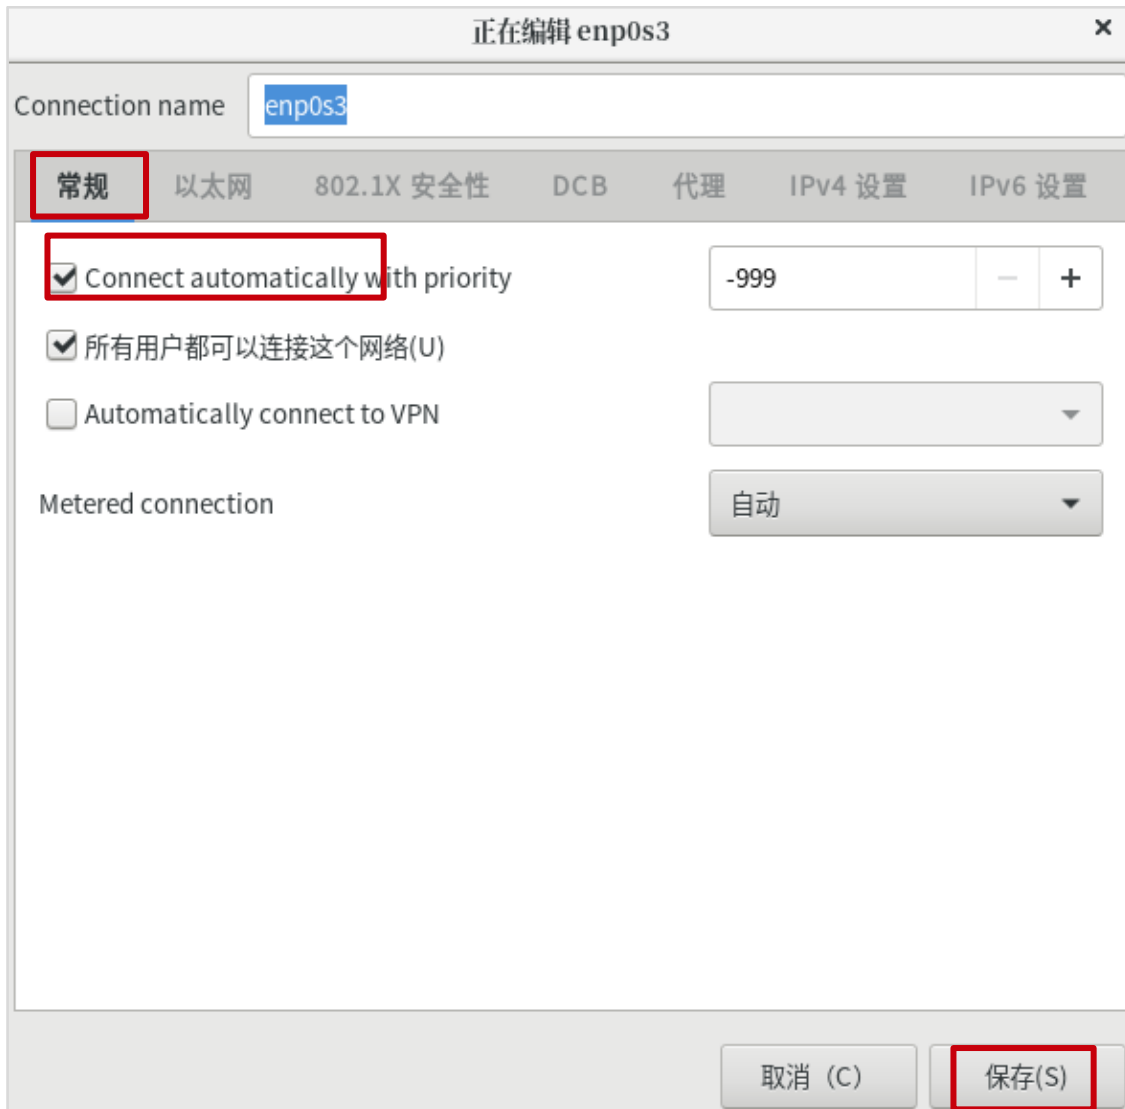 正在编辑 enp0s3
Connection name enp0s3
常规 以太网 802.1X 安全性 DCB 代理 IPv4 设置 IPv6 设置
Connect automatically with priority -999
所有用户都可以连接这个网络(U)
Automatically connect to VPN
Metered connection 自动
取消（C） 保存(S)